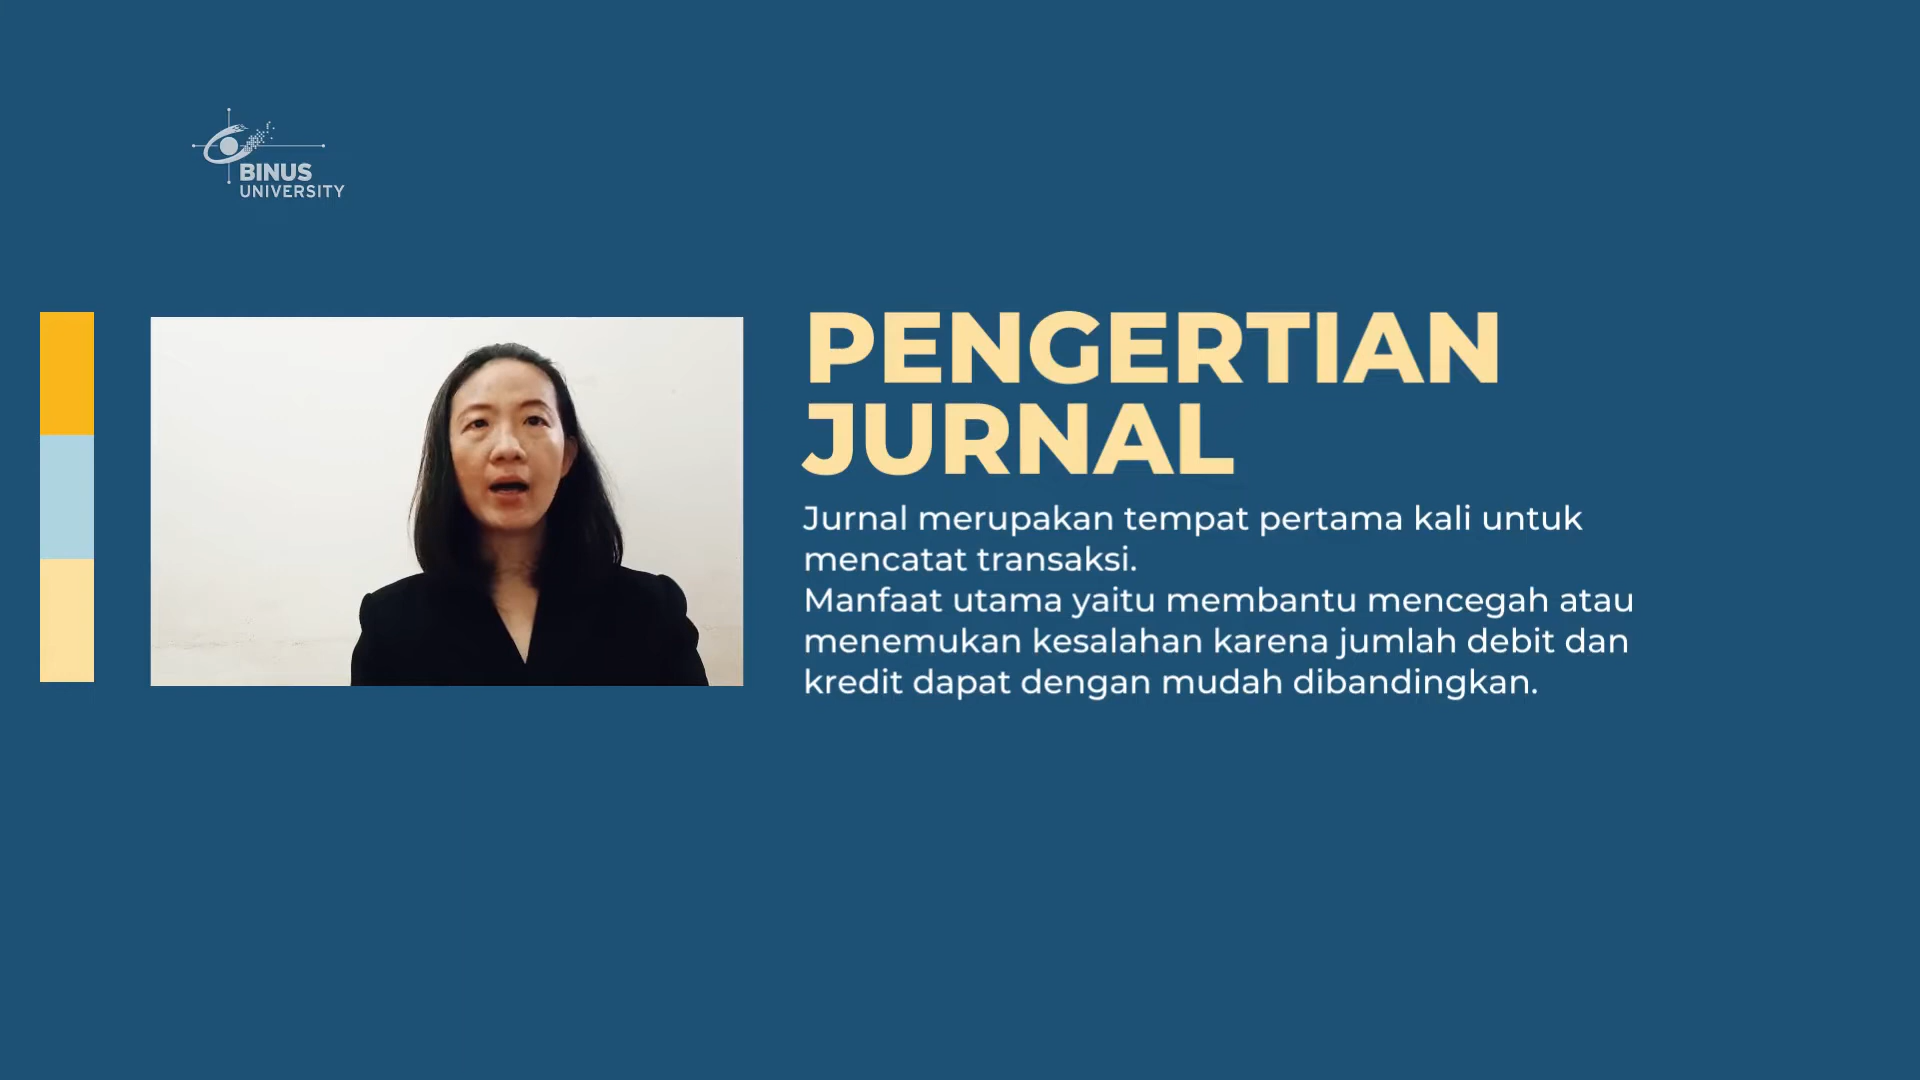 BINUS
UNIVERSITY
PENGERTIAN
JURNAL
Jurnal merupakan tempat pertama kali untuk
mencatat transaksi.
Manfaat utama yaitu membantu mencegah atau
menemukan kesalahan karena jumlah debit dan
kredit dapat dengan mudah dibandingkan.